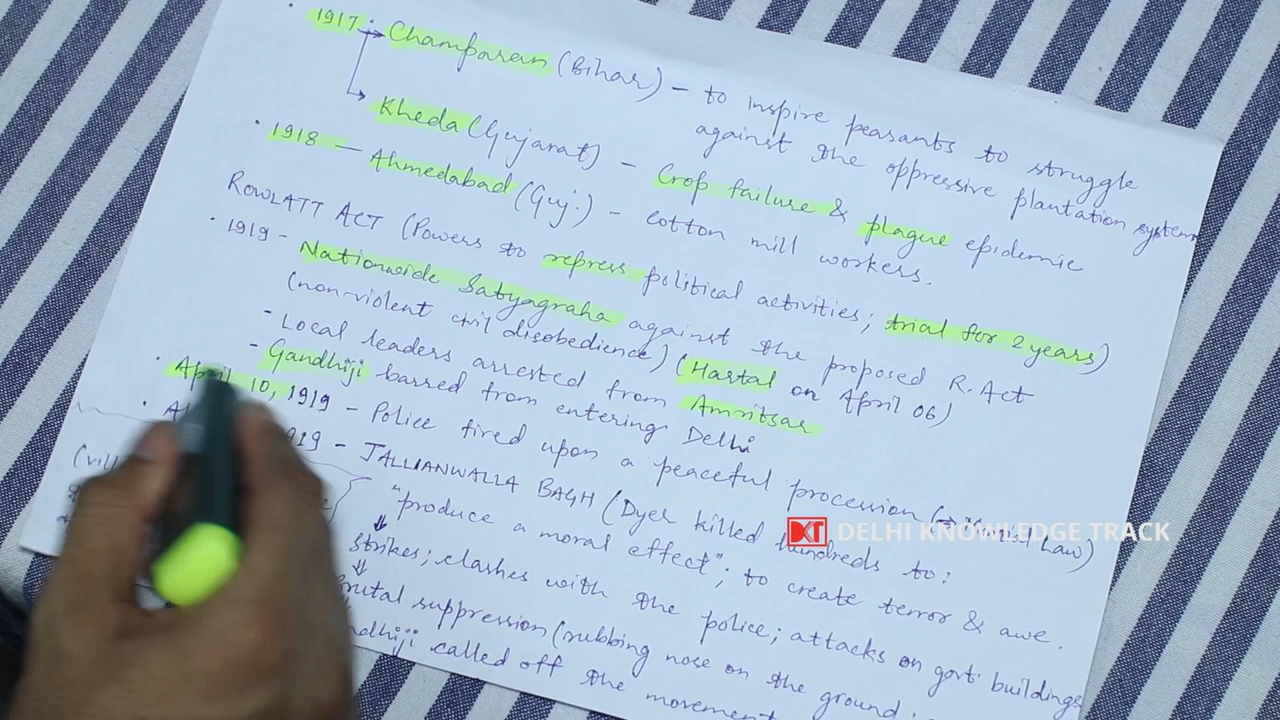 • 1917 → Champaran (Bihar) – to inspire peasants to struggle
against the oppressive plantation system
→ Kheda (Gujarat) – Crop failure & plague epidemic
• 1918 — Ahmedabad (Guj.) – cotton mill workers.
ROWLATT ACT (Powers to repress political activities; trial for 2 years)
• 1919 – Nationwide Satyagraha against the proposed R. Act
(non-violent civil disobedience) (Hartal on April 06)
- Local leaders arrested from Amritsar
- Gandhiji barred from entering Delhi
• April 10, 1919 – Police fired upon a peaceful procession (→ Martial Law)
• 1919 – JALLIANWALLA BAGH (Dyer killed hundreds to:
"produce a moral effect"; to create terror & awe.
strikes; clashes with the police; attacks on govt buildings
brutal suppression (rubbing nose on the ground;
called off the movement
DELHI KNOWLEDGE TRACK